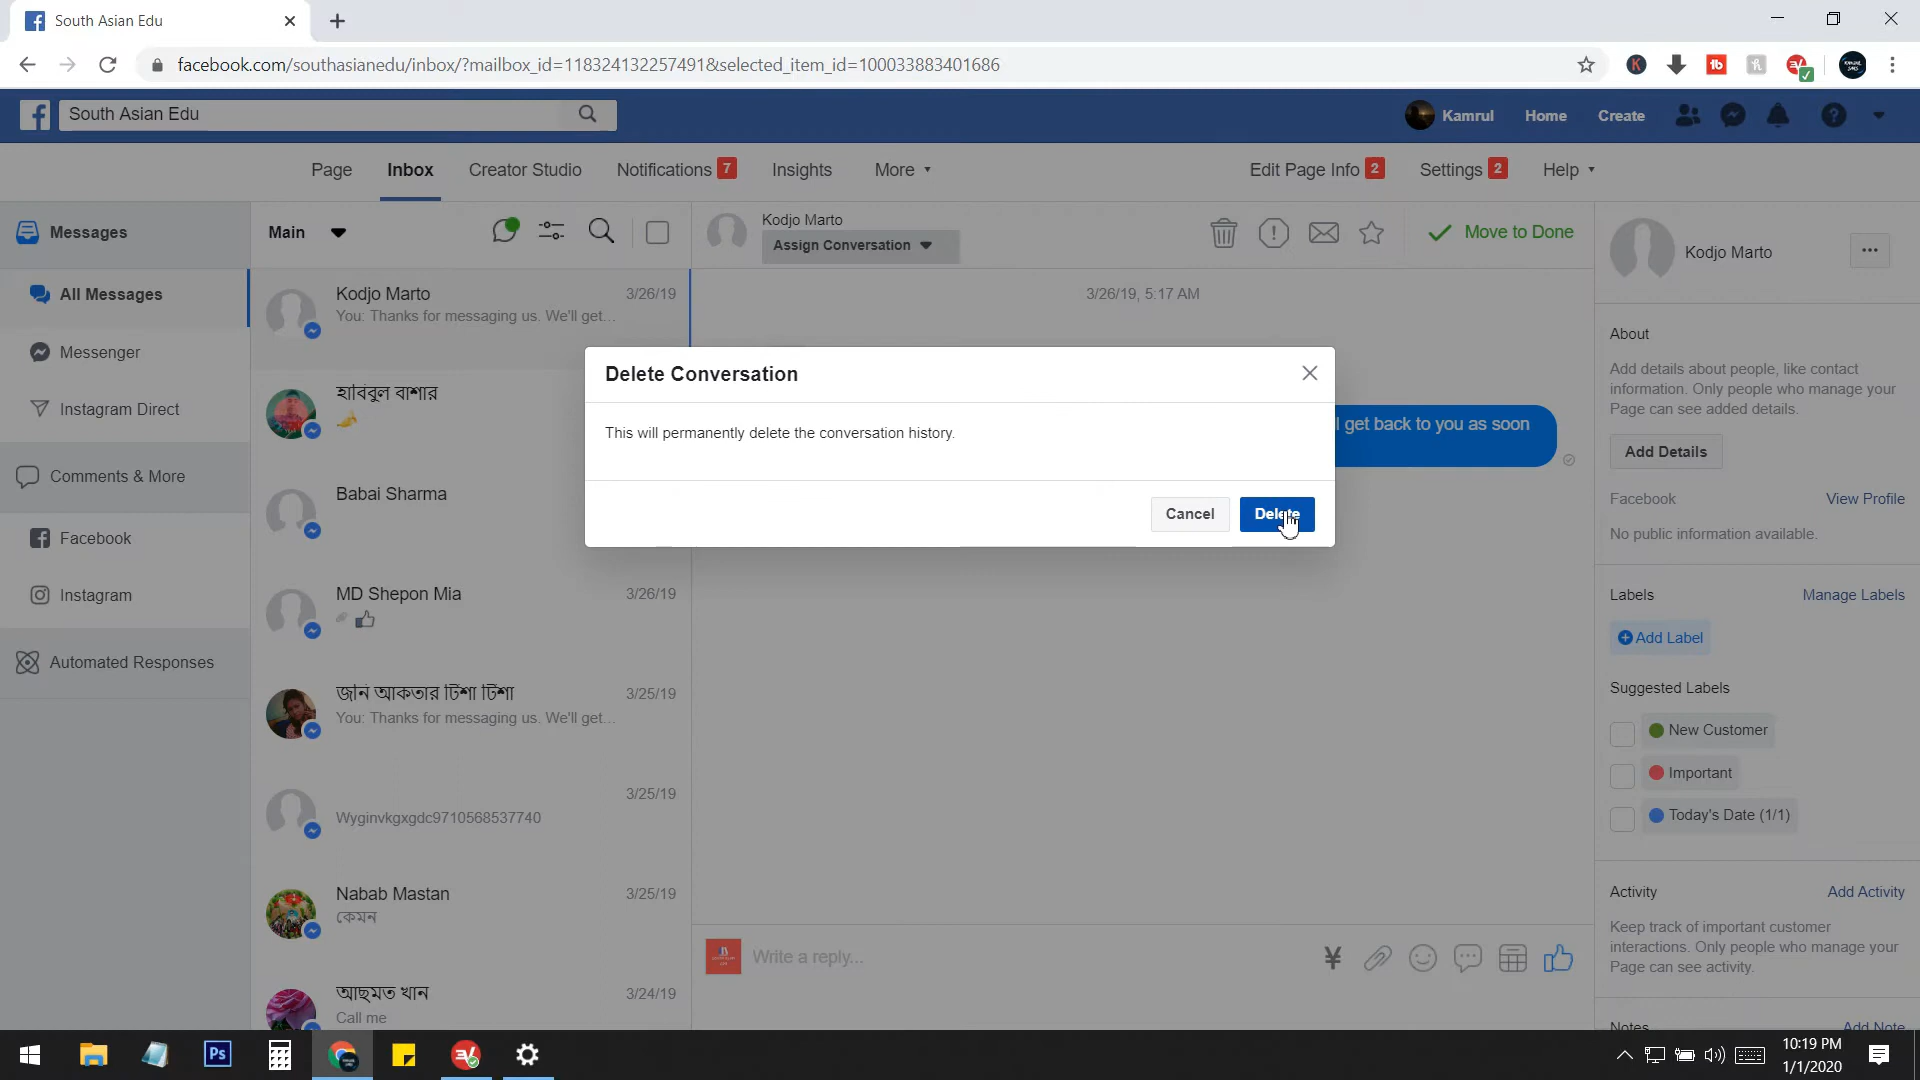 South Asian Edu
facebook.com/southasianedu/inbox/?mailbox_id=118324132257491&selected_item_id=100033883401686
South Asian Edu
Kamrul
Home
Create
Page
Inbox
Creator Studio
Notifications 7
Insights
More
Edit Page Info 2
Settings 2
Help
Messages
All Messages
Messenger
Instagram Direct
Comments & More
Facebook
Instagram
Automated Responses
Main
Kodjo Marto
3/26/19
You: Thanks for messaging us. We'll get...
হাবিবুল বাশার
Babai Sharma
MD Shepon Mia
3/26/19
জানি আকতার টিশা টিশা
3/25/19
You: Thanks for messaging us. We'll get...
3/25/19
Wyginvkgxgdc9710568537740
Nabab Mastan
3/25/19
কেমন
আছমত খান
3/24/19
Call me
Kodjo Marto
Assign Conversation
Move to Done
3/26/19, 5:17 AM
get back to you as soon
Delete Conversation
This will permanently delete the conversation history.
Cancel
Delete
Write a reply...
Kodjo Marto
About
Add details about people, like contact
information. Only people who manage your
Page can see added details.
Add Details
Facebook
View Profile
No public information available.
Labels
Manage Labels
Add Label
Suggested Labels
New Customer
Important
Today's Date (1/1)
Activity
Add Activity
Keep track of important customer
interactions. Only people who manage your
Page can see activity.
Notes
Add Note
10:19 PM
1/1/2020